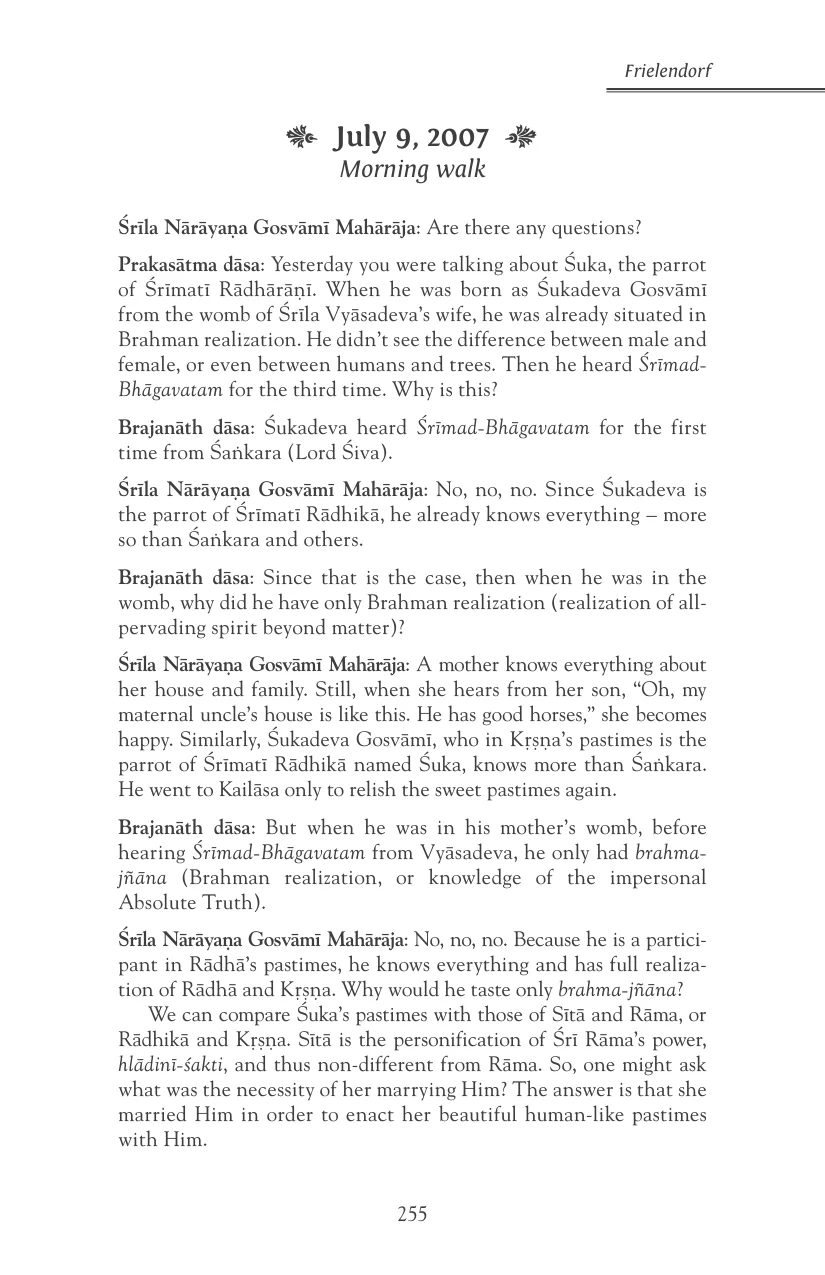 Frielendorf
July 9, 2007
Morning walk
Śrīla Nārāyaṇa Gosvāmī Mahārāja: Are there any questions?
Prakasātma dāsa: Yesterday you were talking about Śuka, the parrot
of Śrīmatī Rādhārāṇī. When he was born as Śukadeva Gosvāmī
from the womb of Śrīla Vyāsadeva’s wife, he was already situated in
Brahman realization. He didn’t see the difference between male and
female, or even between humans and trees. Then he heard Śrīmad-
Bhāgavatam for the third time. Why is this?
Brajanāth dāsa: Śukadeva heard Śrīmad-Bhāgavatam for the first
time from Śaṅkara (Lord Śiva).
Śrīla Nārāyaṇa Gosvāmī Mahārāja: No, no, no. Since Śukadeva is
the parrot of Śrīmatī Rādhikā, he already knows everything – more
so than Śaṅkara and others.
Brajanāth dāsa: Since that is the case, then when he was in the
womb, why did he have only Brahman realization (realization of all-
pervading spirit beyond matter)?
Śrīla Nārāyaṇa Gosvāmī Mahārāja: A mother knows everything about
her house and family. Still, when she hears from her son, “Oh, my
maternal uncle’s house is like this. He has good horses,” she becomes
happy. Similarly, Śukadeva Gosvāmī, who in Kṛṣṇa’s pastimes is the
parrot of Śrīmatī Rādhikā named Śuka, knows more than Śaṅkara.
He went to Kailāsa only to relish the sweet pastimes again.
Brajanāth dāsa: But when he was in his mother’s womb, before
hearing Śrīmad-Bhāgavatam from Vyāsadeva, he only had brahma-
jñāna (Brahman realization, or knowledge of the impersonal
Absolute Truth).
Śrīla Nārāyaṇa Gosvāmī Mahārāja: No, no, no. Because he is a partici-
pant in Rādhā’s pastimes, he knows everything and has full realiza-
tion of Rādhā and Kṛṣṇa. Why would he taste only brahma-jñāna?
We can compare Śuka’s pastimes with those of Sītā and Rāma, or
Rādhikā and Kṛṣṇa. Sītā is the personification of Śrī Rāma’s power,
hlādinī-śakti, and thus non-different from Rāma. So, one might ask
what was the necessity of her marrying Him? The answer is that she
married Him in order to enact her beautiful human-like pastimes
with Him.
255